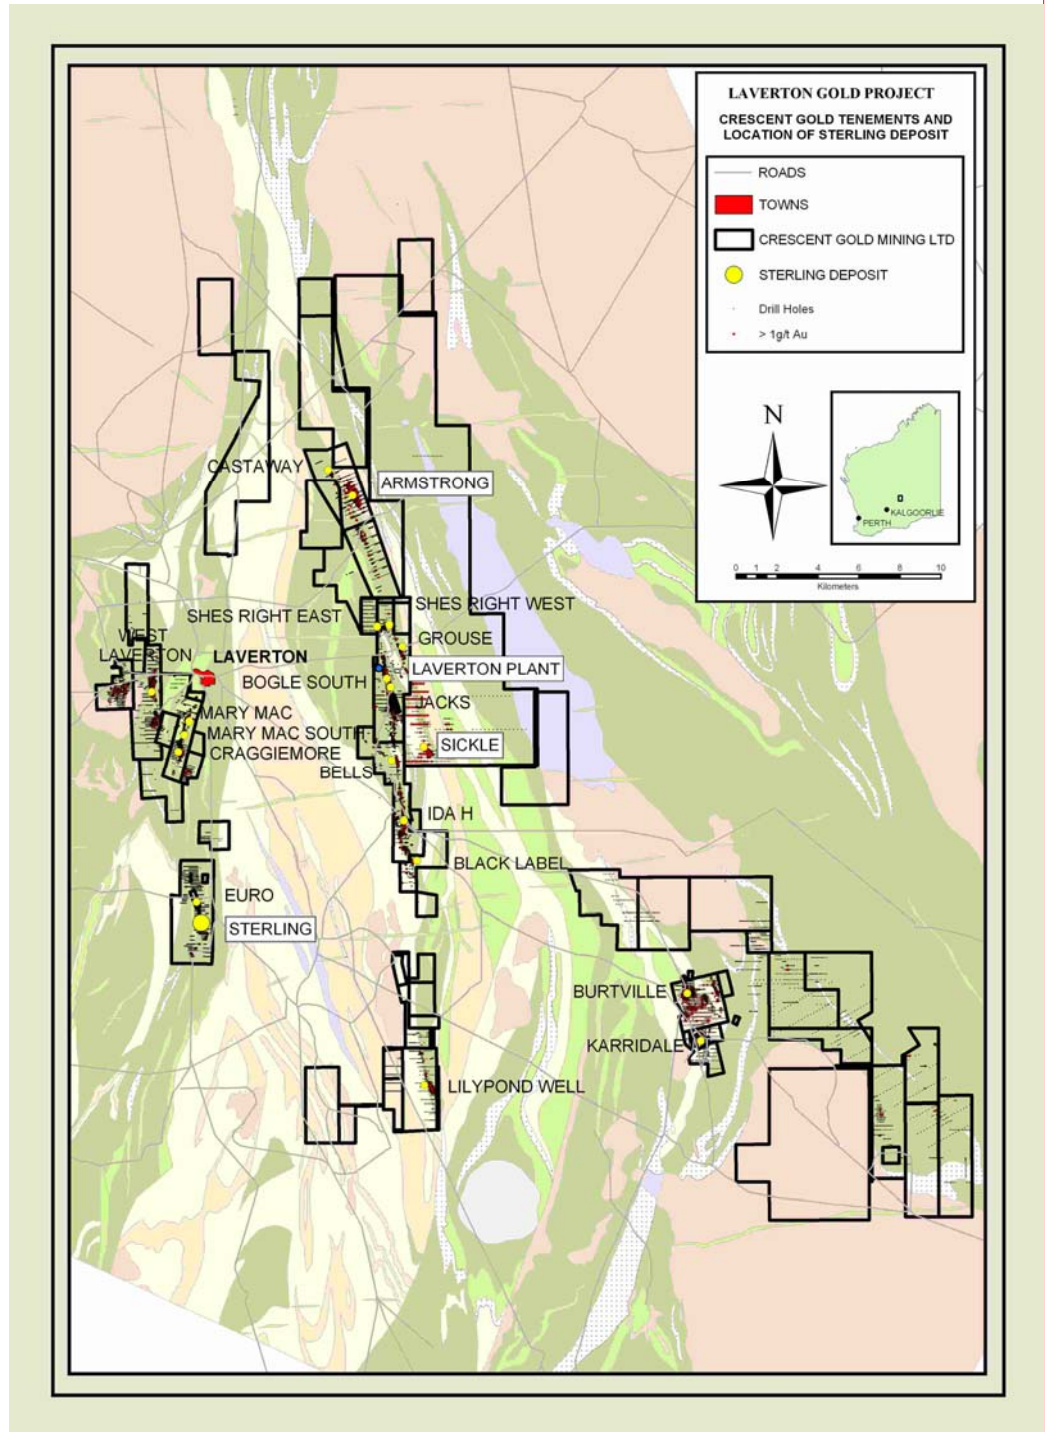 LAVERTON GOLD PROJECT
CRESCENT GOLD TENEMENTS AND
LOCATION OF STERLING DEPOSIT
ROADS
TOWNS
CRESCENT GOLD MINING LTD
STERLING DEPOSIT
Drill Holes
> 1g/t Au
N
KALGOORLIE
PERTH
0 1 2 4 6 8 10
Kilometers
CASTAWAY
ARMSTRONG
SHES RIGHT WEST
SHES RIGHT EAST
GROUSE
WEST
LAVERTON
LAVERTON
LAVERTON PLANT
BOGLE SOUTH
JACKS
MARY MAC
MARY MAC SOUTH
SICKLE
CRAGGIEMORE
BELLS
IDA H
BLACK LABEL
EURO
STERLING
BURTVILLE
KARRIDALE
LILYPOND WELL